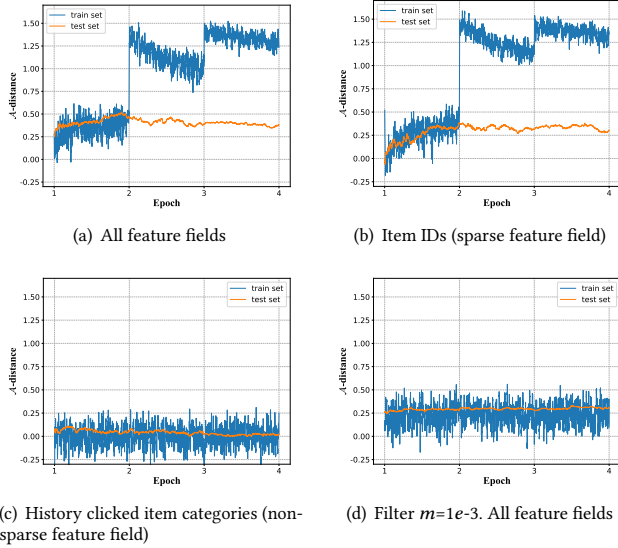 train set
test set
1.50
1.25
1.00
0.75
0.50
0.25
0.00
-0.25
𝒜-distance
1 2 3 4
Epoch
(a) All feature fields
train set
test set
1.50
1.25
1.00
0.75
0.50
0.25
0.00
-0.25
𝒜-distance
1 2 3 4
Epoch
(b) Item IDs (sparse feature field)
train set
test set
1.50
1.25
1.00
0.75
0.50
0.25
0.00
-0.25
𝒜-distance
1 2 3 4
Epoch
(c) History clicked item categories (non-
sparse feature field)
train set
test set
1.50
1.25
1.00
0.75
0.50
0.25
0.00
-0.25
𝒜-distance
1 2 3 4
Epoch
(d) Filter m=1e-3. All feature fields